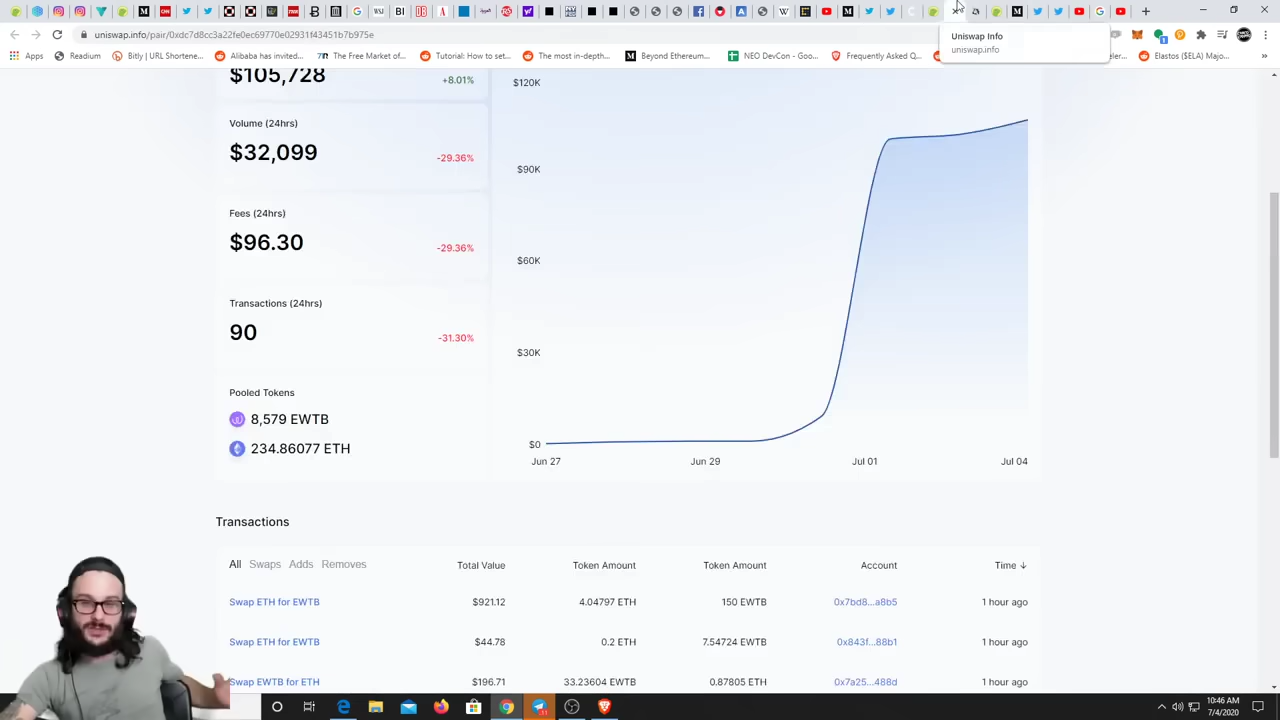 Uniswap Info
uniswap.info
uniswap.info/pair/0xdc7d8cc3a22fe0ec69770e02931f43451b7b975e
Apps
Readium
Bitly | URL Shortene...
Alibaba has invited...
The Free Market of...
Tutorial: How to set...
The most in-depth...
Beyond Ethereum...
NEO DevCon - Goo...
Frequently Asked Q...
Elastos ($ELA) Majo...
»
$105,728
+8.01%
Volume (24hrs)
$32,099
-29.36%
Fees (24hrs)
$96.30
-29.36%
Transactions (24hrs)
90
-31.30%
Pooled Tokens
8,579 EWTB
234.86077 ETH
$120K
$90K
$60K
$30K
$0
Jun 27 Jun 29 Jul 01 Jul 04
Transactions
All Swaps Adds Removes Total Value Token Amount Token Amount Account Time ↓
Swap ETH for EWTB $921.12 4.04797 ETH 150 EWTB 0x7bd8...a8b5 1 hour ago
Swap ETH for EWTB $44.78 0.2 ETH 7.54724 EWTB 0x843f...88b1 1 hour ago
Swap EWTB for ETH $196.71 33.23604 EWTB 0.87805 ETH 0x7a25...488d 1 hour ago
10:46 AM
7/4/2020